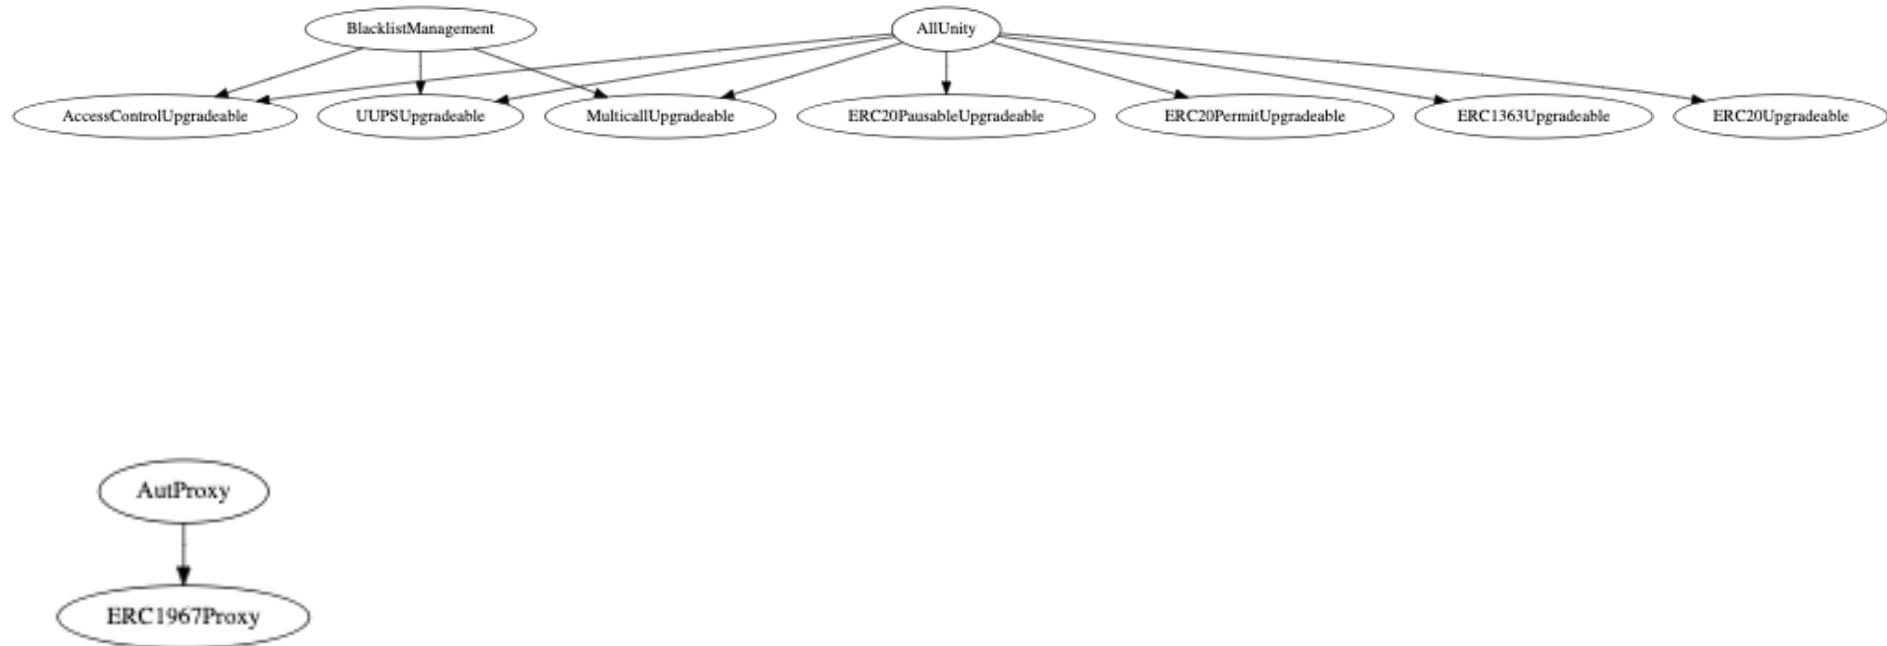 BlacklistManagement
AllUnity
AccessControlUpgradeable
UUPSUpgradeable
MulticallUpgradeable
ERC20PausableUpgradeable
ERC20PermitUpgradeable
ERC1363Upgradeable
ERC20Upgradeable
AutProxy
ERC1967Proxy